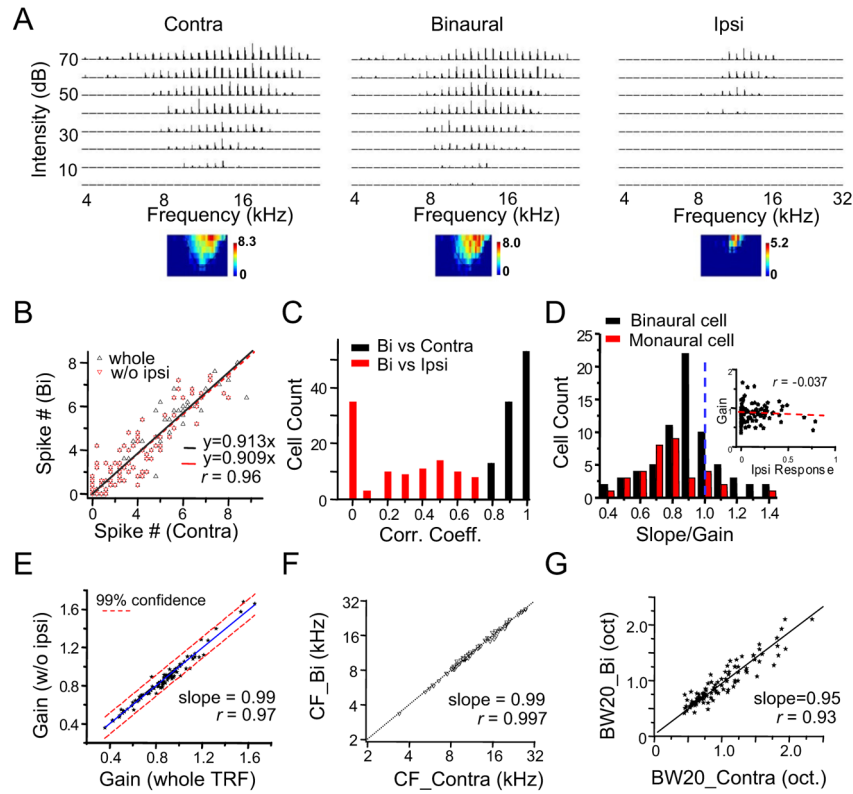 A
Contra Binaural Ipsi
Intensity (dB)
70
50
30
10
4 8 16 4 8 16 4 8 16 32
Frequency (kHz) Frequency (kHz) Frequency (kHz)
8.3 8.0 5.2
0 0 0
B
whole
w/o ipsi
Spike # (Bi)
8
4
0
y=0.913x
y=0.909x
r = 0.96
0 2 4 6 8
Spike # (Contra)
C
Bi vs Contra
Bi vs Ipsi
Cell Count
40
20
0
0 0.2 0.4 0.6 0.8 1
Corr. Coeff.
D
Binaural cell
Monaural cell
Cell Count
25
20
15
10
5
0
0.4 0.6 0.8 1.0 1.2 1.4
Slope/Gain
r = -0.037
Gain
2
1
0
0 0.5 1
Ipsi Response
E
99% confidence
Gain (w/o ipsi)
1.6
1.2
0.8
0.4
slope = 0.99
r = 0.97
0.4 0.8 1.2 1.6
Gain (whole TRF)
F
CF_Bi (kHz)
32
16
8
4
2
slope = 0.99
r = 0.997
2 4 8 16 32
CF_Contra (kHz)
G
BW20_Bi (oct)
2.0
1.0
0
slope=0.95
r = 0.93
0 1.0 2.0
BW20_Contra (oct.)